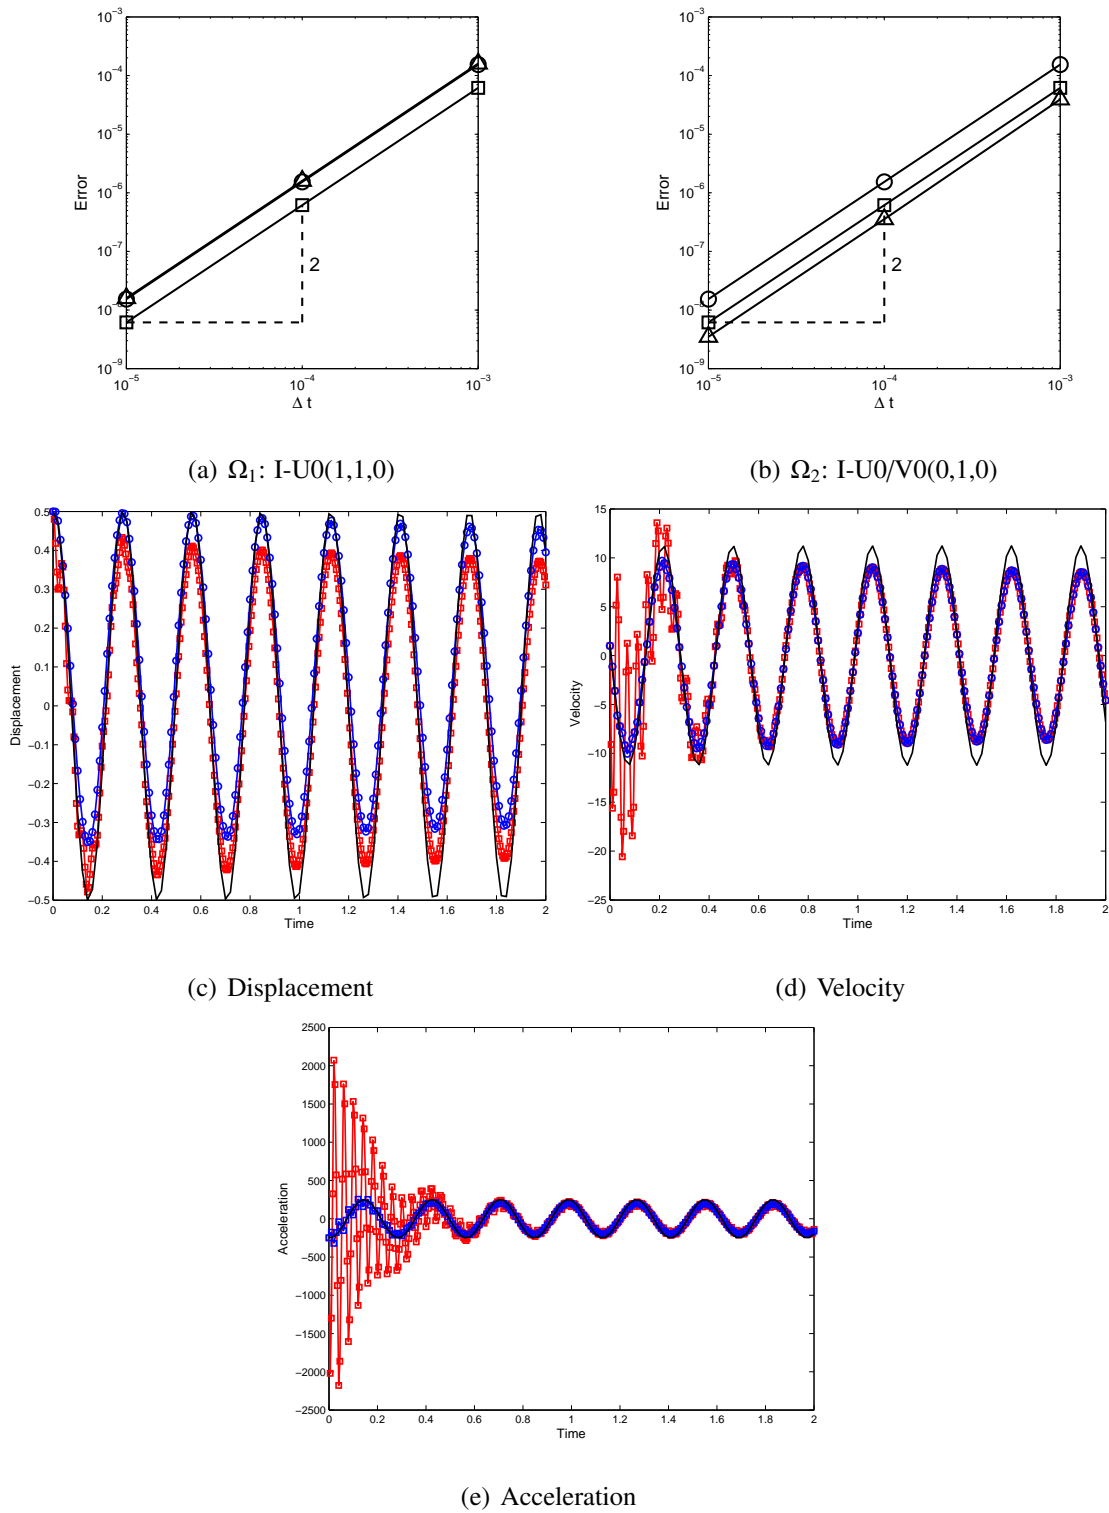 10⁻³ 10⁻³
10⁻⁴ 10⁻⁴
10⁻⁵ 10⁻⁵
10⁻⁶ 10⁻⁶
10⁻⁷ 10⁻⁷
10⁻⁸ 10⁻⁸
10⁻⁹ 10⁻⁹
Error Error
2 2
10⁻⁵ 10⁻⁴ 10⁻³ 10⁻⁵ 10⁻⁴ 10⁻³
Δ t Δ t
(a) Ω₁: I-U0(1,1,0) (b) Ω₂: I-U0/V0(0,1,0)
0.5
0.4
0.3
0.2
0.1
0
−0.1
−0.2
−0.3
−0.4
−0.5
Displacement
0 0.2 0.4 0.6 0.8 1 1.2 1.4 1.6 1.8 2
Time
15
10
5
0
−5
−10
−15
−20
−25
Velocity
0 0.2 0.4 0.6 0.8 1 1.2 1.4 1.6 1.8 2
Time
(c) Displacement (d) Velocity
2500
2000
1500
1000
500
0
−500
−1000
−1500
−2000
−2500
Acceleration
0 0.2 0.4 0.6 0.8 1 1.2 1.4 1.6 1.8 2
Time
(e) Acceleration